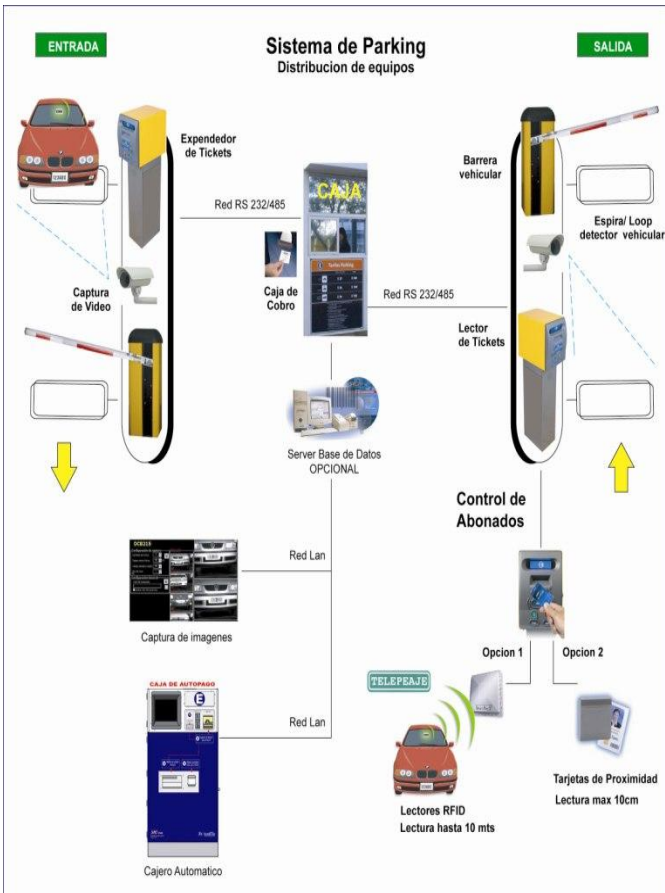 ENTRADA
Sistema de Parking
Distribucion de equipos
SALIDA
Expendedor
de Tickets
Barrera
vehicular
CAJA
Red RS 232/485
Espira/ Loop
detector vehicular
Captura
de Video
Caja de
Cobro
Tarifas Parking
Red RS 232/485
Lector
de Tickets
Server Base de Datos
OPCIONAL
Control de
Abonados
Red Lan
Captura de imagenes
Opcion 1
Opcion 2
TELEPEAJE
CAJA DE AUTOPAGO
E
Red Lan
Lectores RFID
Lectura hasta 10 mts
Tarjetas de Proximidad
Lectura max 10cm
Cajero Automatico